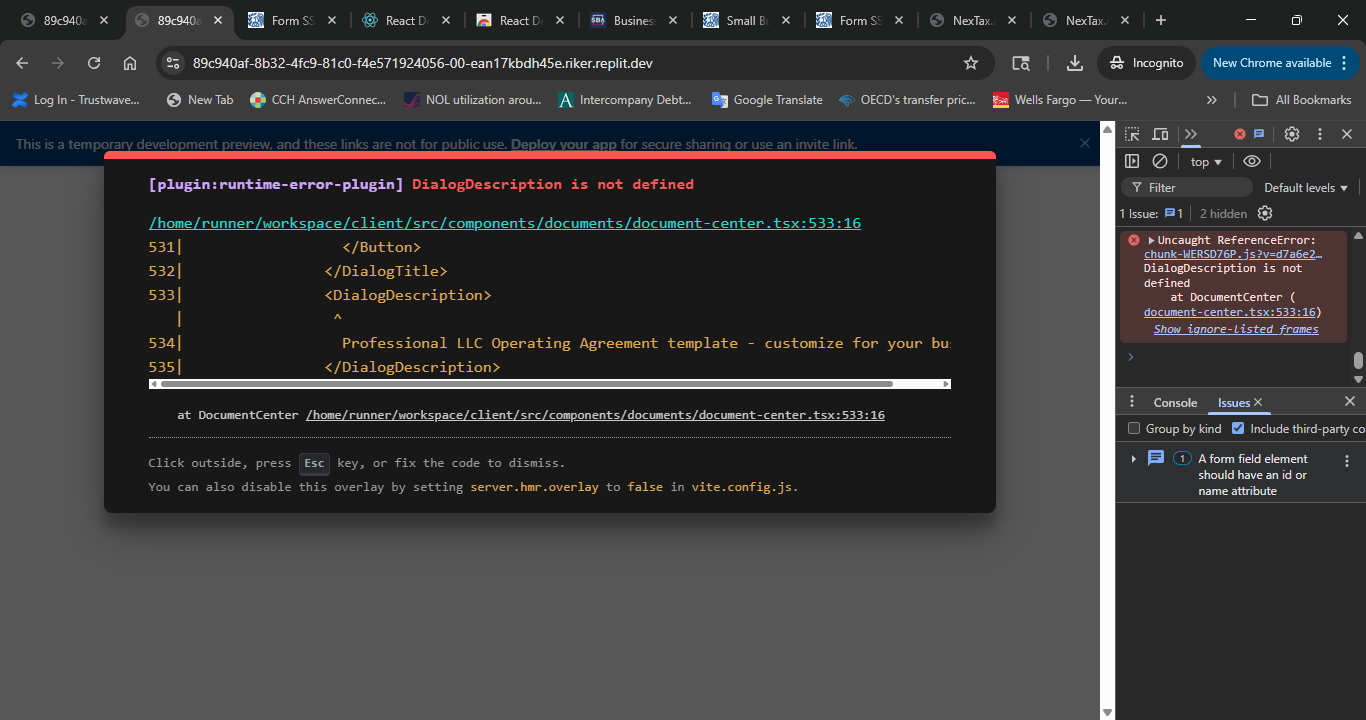 89c940a
89c940a
Form SS
React De
React De
Business
Small Bu
Form SS
NexTax.
NexTax.
89c940af-8b32-4fc9-81c0-f4e571924056-00-ean17kbdh45e.riker.replit.dev
Incognito
New Chrome available
Log In - Trustwave...
New Tab
CCH AnswerConnec...
NOL utilization arou...
Intercompany Debt...
Google Translate
OECD's transfer pric...
Wells Fargo — Your...
»
All Bookmarks
This is a temporary development preview, and these links are not for public use. Deploy your app for secure sharing or use an invite link.
[plugin:runtime-error-plugin] DialogDescription is not defined
/home/runner/workspace/client/src/components/documents/document-center.tsx:533:16
531| </Button>
532| </DialogTitle>
533| <DialogDescription>
| ^
534| Professional LLC Operating Agreement template - customize for your bu
535| </DialogDescription>
at DocumentCenter /home/runner/workspace/client/src/components/documents/document-center.tsx:533:16
Click outside, press Esc key, or fix the code to dismiss.
You can also disable this overlay by setting server.hmr.overlay to false in vite.config.js.
top
Filter
Default levels
1 Issue: 1
2 hidden
Uncaught ReferenceError:
chunk-WERSD76P.js?v=d7a6e2…
DialogDescription is not
defined
at DocumentCenter (
document-center.tsx:533:16)
Show ignore-listed frames
Console
Issues
Group by kind
Include third-party co
1
A form field element
should have an id or
name attribute